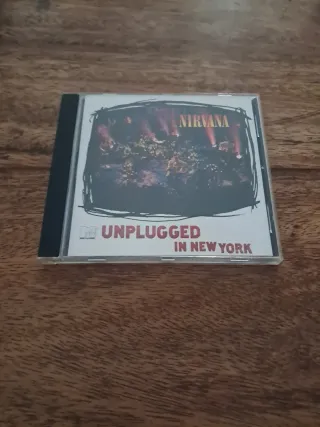 NIRVANA
UNPLUGGED
IN NEW YORK